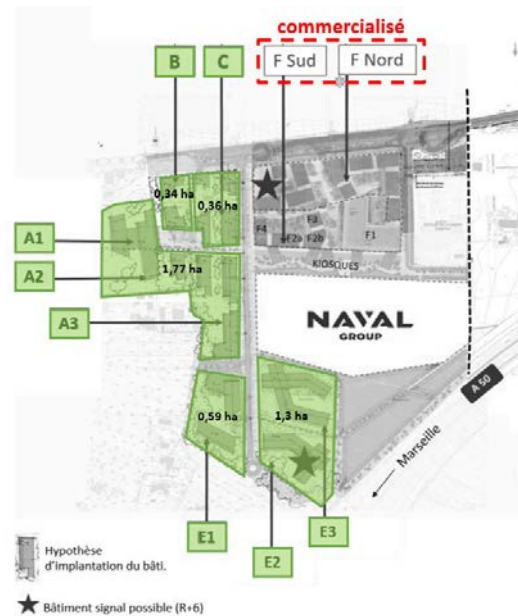 commercialisé
B
C
F Sud
F Nord
0,34 ha
0,36 ha
F4
F3
F2a
F2b
F1
A1
KIOSQUES
A2
1,77 ha
A3
NAVAL
GROUP
A 50
0,59 ha
1,3 ha
Marseille
E1
E2
E3
Hypothèse
d'implantation du bâti.
Bâtiment signal possible (R+6)